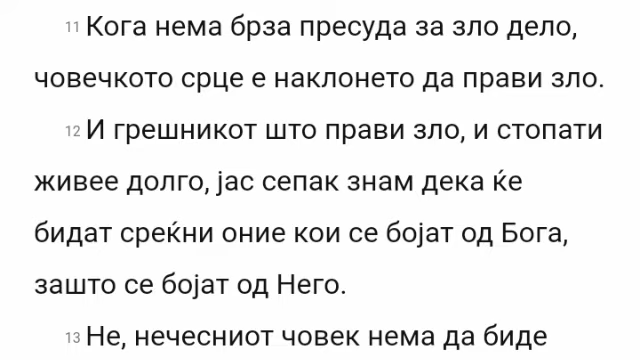 11 Кога нема брза пресуда за зло дело,
човечкото срце е наклонето да прави зло.
12 И грешникот што прави зло, и стопати
живее долго, јас сепак знам дека ќе
бидат среќни оние кои се бојат од Бога,
зашто се бојат од Него.
13 Не, нечесниот човек нема да биде